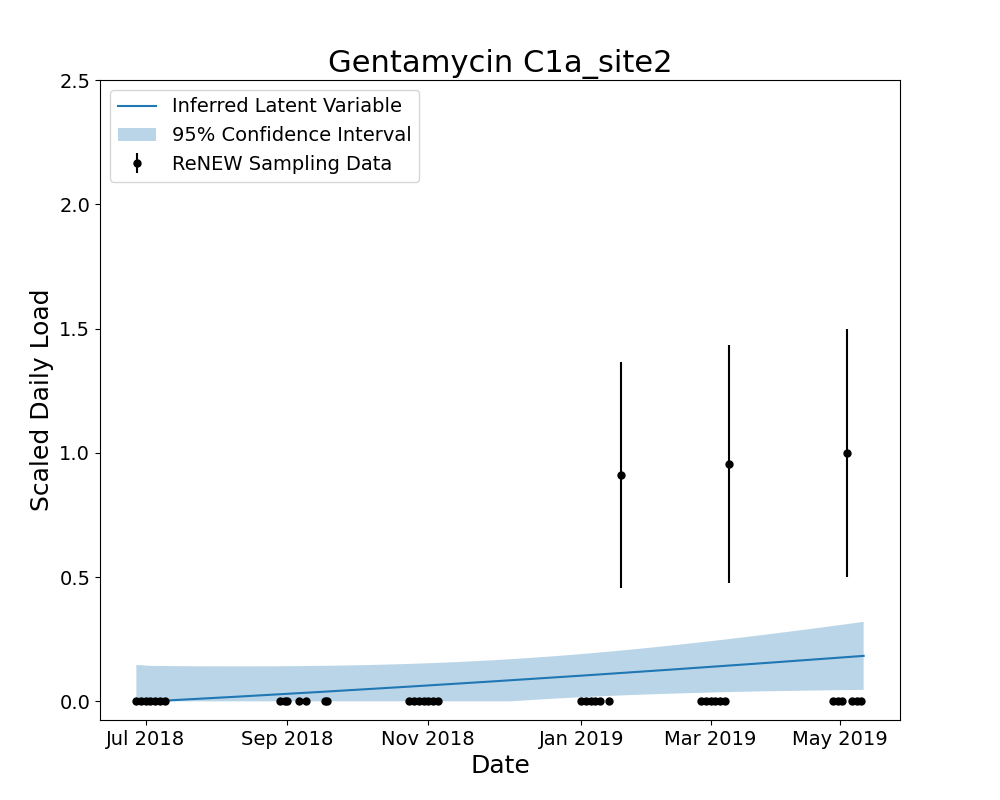 Gentamycin C1a_site2
2.5
Inferred Latent Variable
95% Confidence Interval
ReNEW Sampling Data
2.0
1.5
1.0
0.5
0.0
Scaled Daily Load
Jul 2018 Sep 2018 Nov 2018 Jan 2019 Mar 2019 May 2019
Date